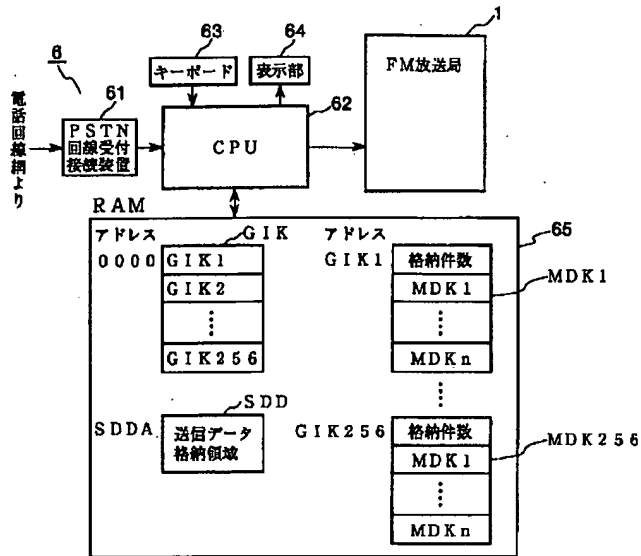 63
64
1
6
キーボード
表示部
FM放送局
電話回線網より
61
62
PSTN
回線受付
接続装置
CPU
RAM
65
アドレス
GIK
アドレス
0000
GIK1
GIK1
格納件数
GIK2
MDK1
MDK1
GIK256
MDKn
SDD
SDDA
送信データ
格納領域
GIK256
格納件数
MDK256
MDK1
MDKn